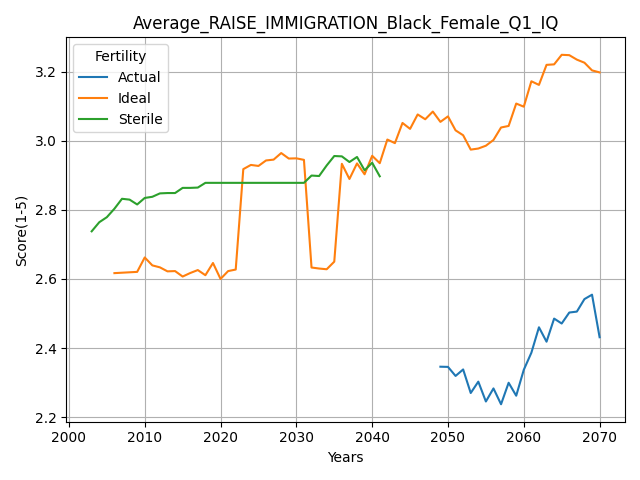 Average_RAISE_IMMIGRATION_Black_Female_Q1_IQ
Fertility
Actual
Ideal
Sterile
Score(1-5)
3.2
3.0
2.8
2.6
2.4
2.2
2000 2010 2020 2030 2040 2050 2060 2070
Years